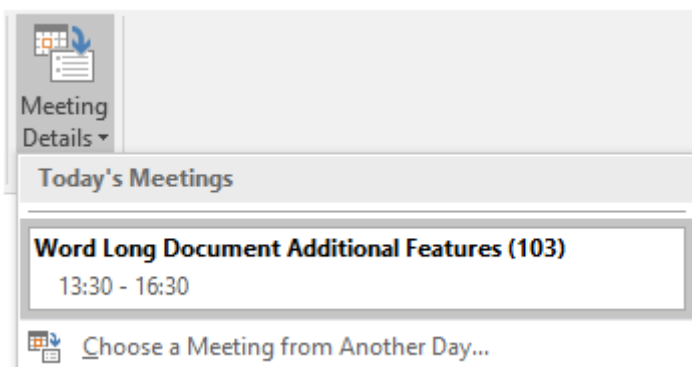 Meeting
Details
Today's Meetings
Word Long Document Additional Features (103)
13:30 - 16:30
Choose a Meeting from Another Day...